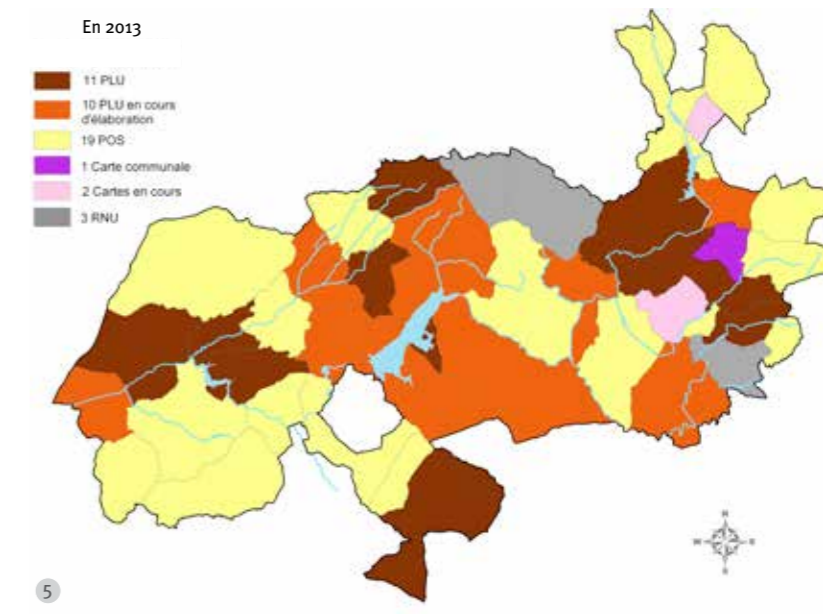 En 2013
11 PLU
10 PLU en cours
d'élaboration
19 POS
1 Carte communale
2 Cartes en cours
3 RNU
N
W
E
S
5